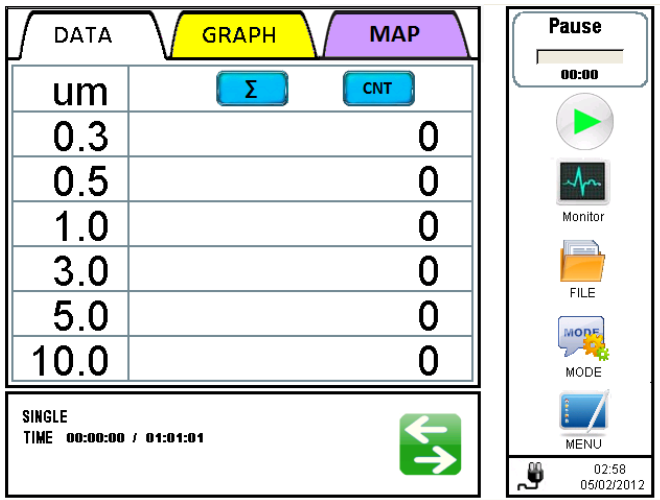 DATA GRAPH MAP
um Σ CNT
0.3 0
0.5 0
1.0 0
3.0 0
5.0 0
10.0 0
SINGLE
TIME 00:00:00 / 01:01:01
Pause
00:00
Monitor
FILE
MODE
MODE
MENU
02:58
05/02/2012